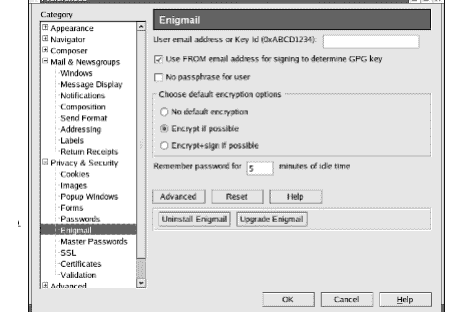 Category
Appearance
Navigator
Composer
Mail & Newsgroups
Windows
Message Display
Notifications
Composition
Send Format
Addressing
Labels
Return Receipts
Privacy & Security
Cookies
Images
Popup Windows
Forms
Passwords
Enigmail
Master Passwords
SSL
Certificates
Validation
Advanced
Enigmail
User email address or Key Id (0xABCD1234):
Use FROM email address for signing to determine GPG key
No passphrase for user
Choose default encryption options
No default encryption
Encrypt if possible
Encrypt+sign if possible
Remember password for 5 minutes of idle time
Advanced Reset Help
Uninstall Enigmail Upgrade Enigmail
OK Cancel Help